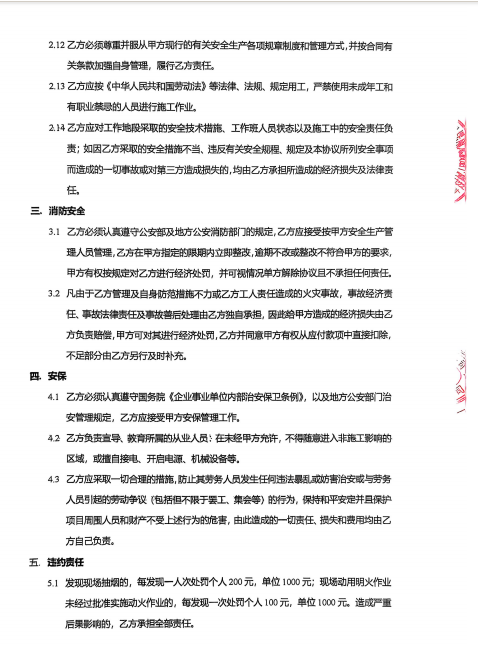 2.12 乙方必须尊重并服从甲方现行的有关安全生产各项规章制度和管理方式，并按合同有
关条款加强自身管理，履行乙方责任。
2.13 乙方应按《中华人民共和国劳动法》等法律、法规、规定用工，严禁使用未成年工和
有职业禁忌的人员进行施工作业。
2.14 乙方应对工作地段采取的安全技术措施、工作班人员状态以及施工中的安全责任负
责；如因乙方采取的安全措施不当、违反有关安全规程、规定及本协议所列安全事项
而造成的一切事故或对第三方造成损失的，均由乙方承担所造成的经济损失及法律责
任。
三. 消防安全
3.1 乙方必须认真遵守公安部及地方公安消防部门的规定，乙方应接受按甲方安全生产管
理人员管理，乙方在甲方指定的限期内立即整改，逾期不改或整改不符合甲方的要求，
甲方有权按规定对乙方进行经济处罚，并可视情况单方解除协议且不承担任何责任。
3.2 凡由于乙方管理及自身防范措施不力或乙方工人责任造成的火灾事故，事故经济责
任、事故法律责任及事故善后处理由乙方独自承担，因此给甲方造成的经济损失由乙
方负责赔偿，甲方可对其进行经济处罚，乙方并同意甲方有权从应付款项中直接扣除，
不足部分由乙方另行及时补充。
四. 安保
4.1 乙方必须认真遵守国务院《企业事业单位内部治安保卫条例》，以及地方公安部门治
安管理规定，乙方应接受甲方安保管理工作。
4.2 乙方负责宣导、教育所属的从业人员：在未经甲方允许，不得随意进入非施工影响的
区域，或擅自接电、开启电源、机械设备等。
4.3 乙方应采取一切合理的措施，防止其劳务人员发生任何违法暴乱或妨害治安或与劳务
人员引起的劳动争议（包括但不限于罢工、集会等）的行为，保持和平安定并且保护
项目周围人员和财产不受上述行为的危害，由此造成的一切责任、损失和费用均由乙
方自己负责。
五. 违约责任
5.1 发现现场抽烟的，每发现一人次处罚个人 200 元，单位 1000 元；现场动用明火作业
未经过批准实施动火作业的，每发现一次处罚个人 100 元，单位 1000 元。造成严重
后果影响的，乙方承担全部责任。